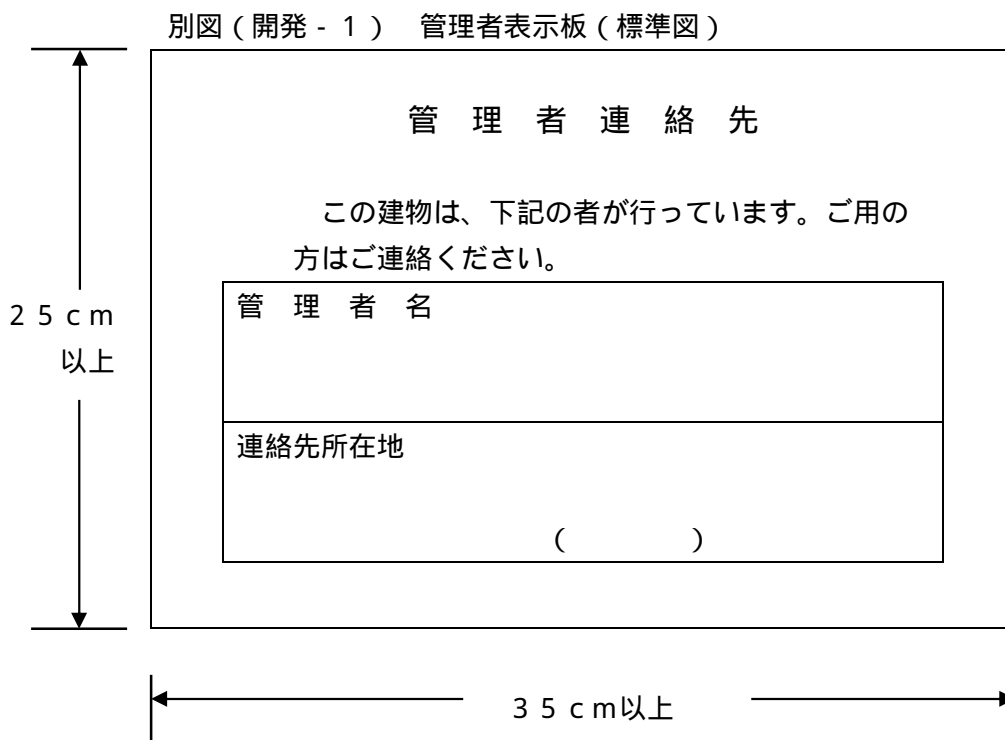 別図（開発‐１）　管理者表示板（標準図）
管　理　者　連　絡　先
この建物は、下記の者が行っています。ご用の
方はご連絡ください。
２５ｃｍ
以上
管　理　者　名
連絡先所在地
（　　　　）
３５ｃｍ以上